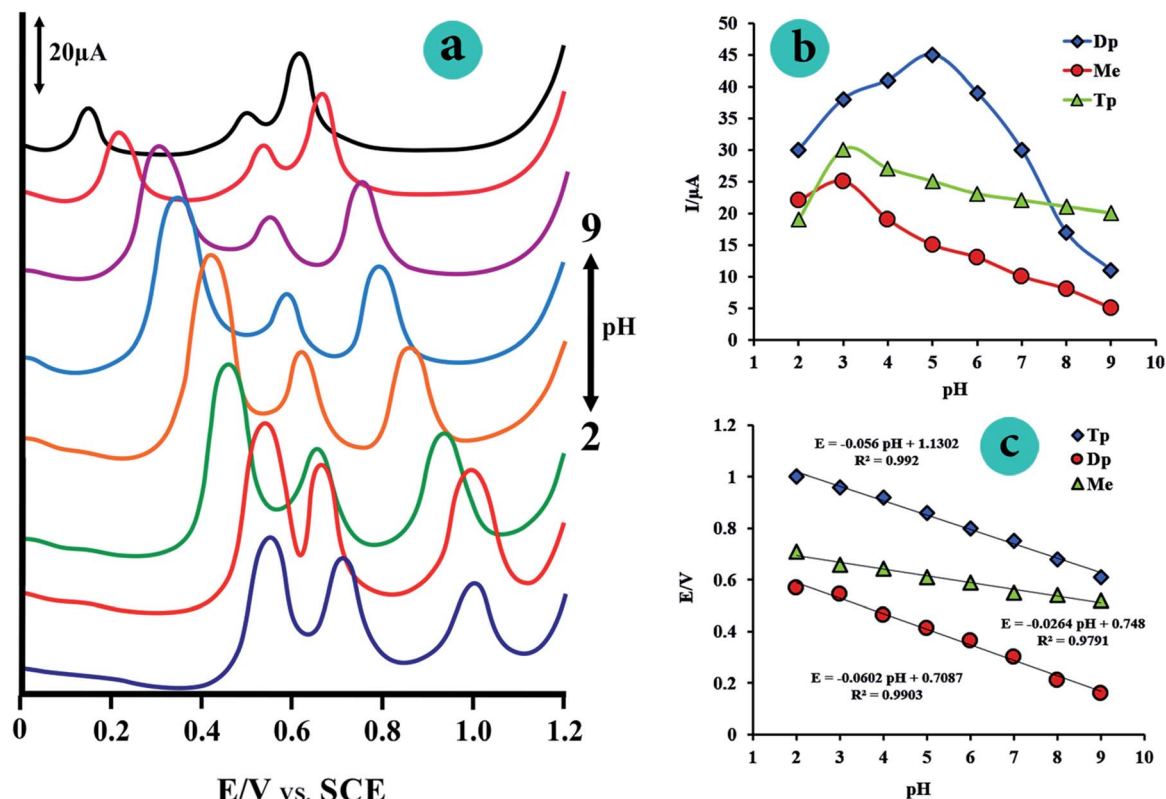 20μA
a
9
pH
2
0
0.2
0.4
0.6
0.8
1.0
1.2
E/V vs. SCE
b
50
45
40
35
30
25
20
15
10
5
0
I/μA
1
2
3
4
5
6
7
8
9
10
pH
Dp
Me
Tp
c
1.2
1
0.8
0.6
0.4
0.2
0
E/V
1
2
3
4
5
6
7
8
9
10
pH
Tp
Dp
Me
E = -0.056 pH + 1.1302
R² = 0.992
E = -0.0264 pH + 0.748
R² = 0.9791
E = -0.0602 pH + 0.7087
R² = 0.9903